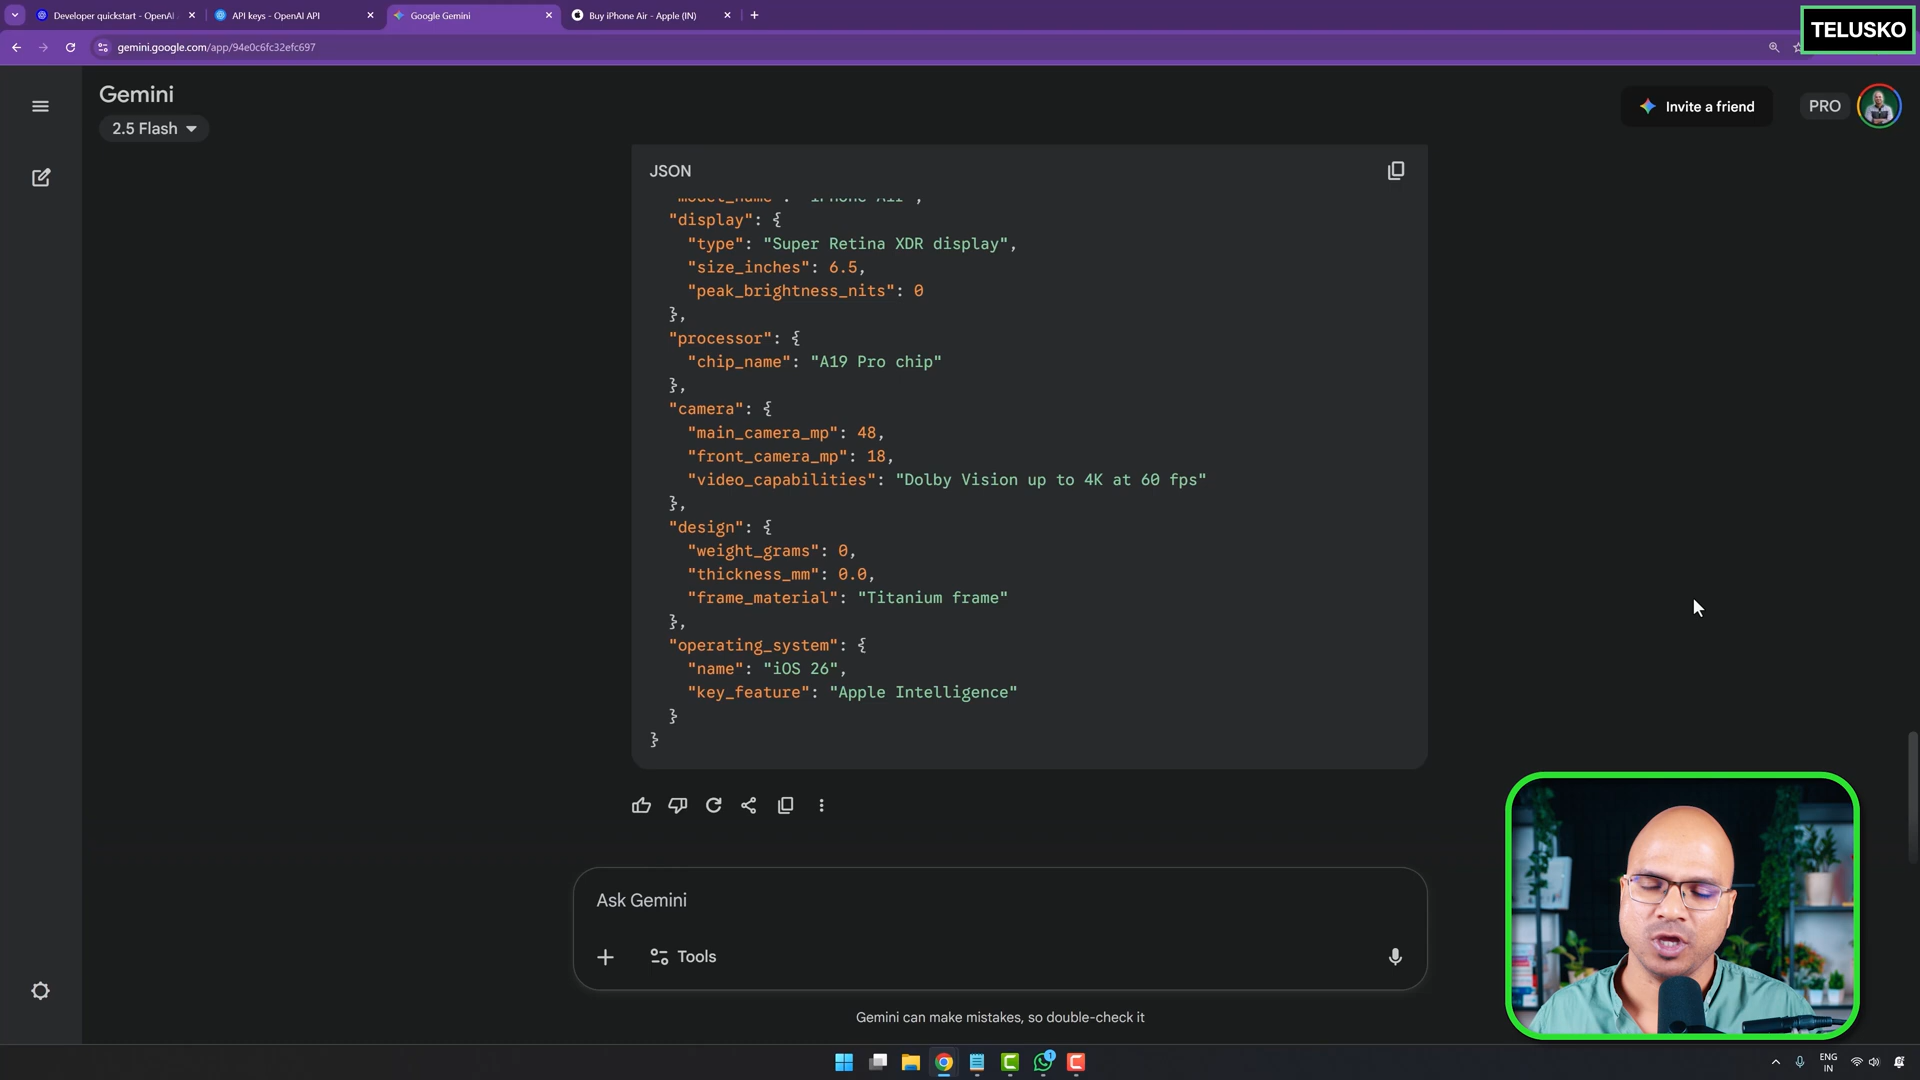 Developer quickstart - OpenAI
API keys - OpenAI API
Google Gemini
Buy iPhone Air - Apple (IN)
TELUSKO
gemini.google.com/app/94e0c6fc32efc697
Gemini
2.5 Flash
Invite a friend
PRO
JSON
"model_name": "iPhone Air",
"display": {
"type": "Super Retina XDR display",
"size_inches": 6.5,
"peak_brightness_nits": 0
},
"processor": {
"chip_name": "A19 Pro chip"
},
"camera": {
"main_camera_mp": 48,
"front_camera_mp": 18,
"video_capabilities": "Dolby Vision up to 4K at 60 fps"
},
"design": {
"weight_grams": 0,
"thickness_mm": 0.0,
"frame_material": "Titanium frame"
},
"operating_system": {
"name": "iOS 26",
"key_feature": "Apple Intelligence"
}
}
Ask Gemini
Tools
Gemini can make mistakes, so double-check it
1
ENG
IN